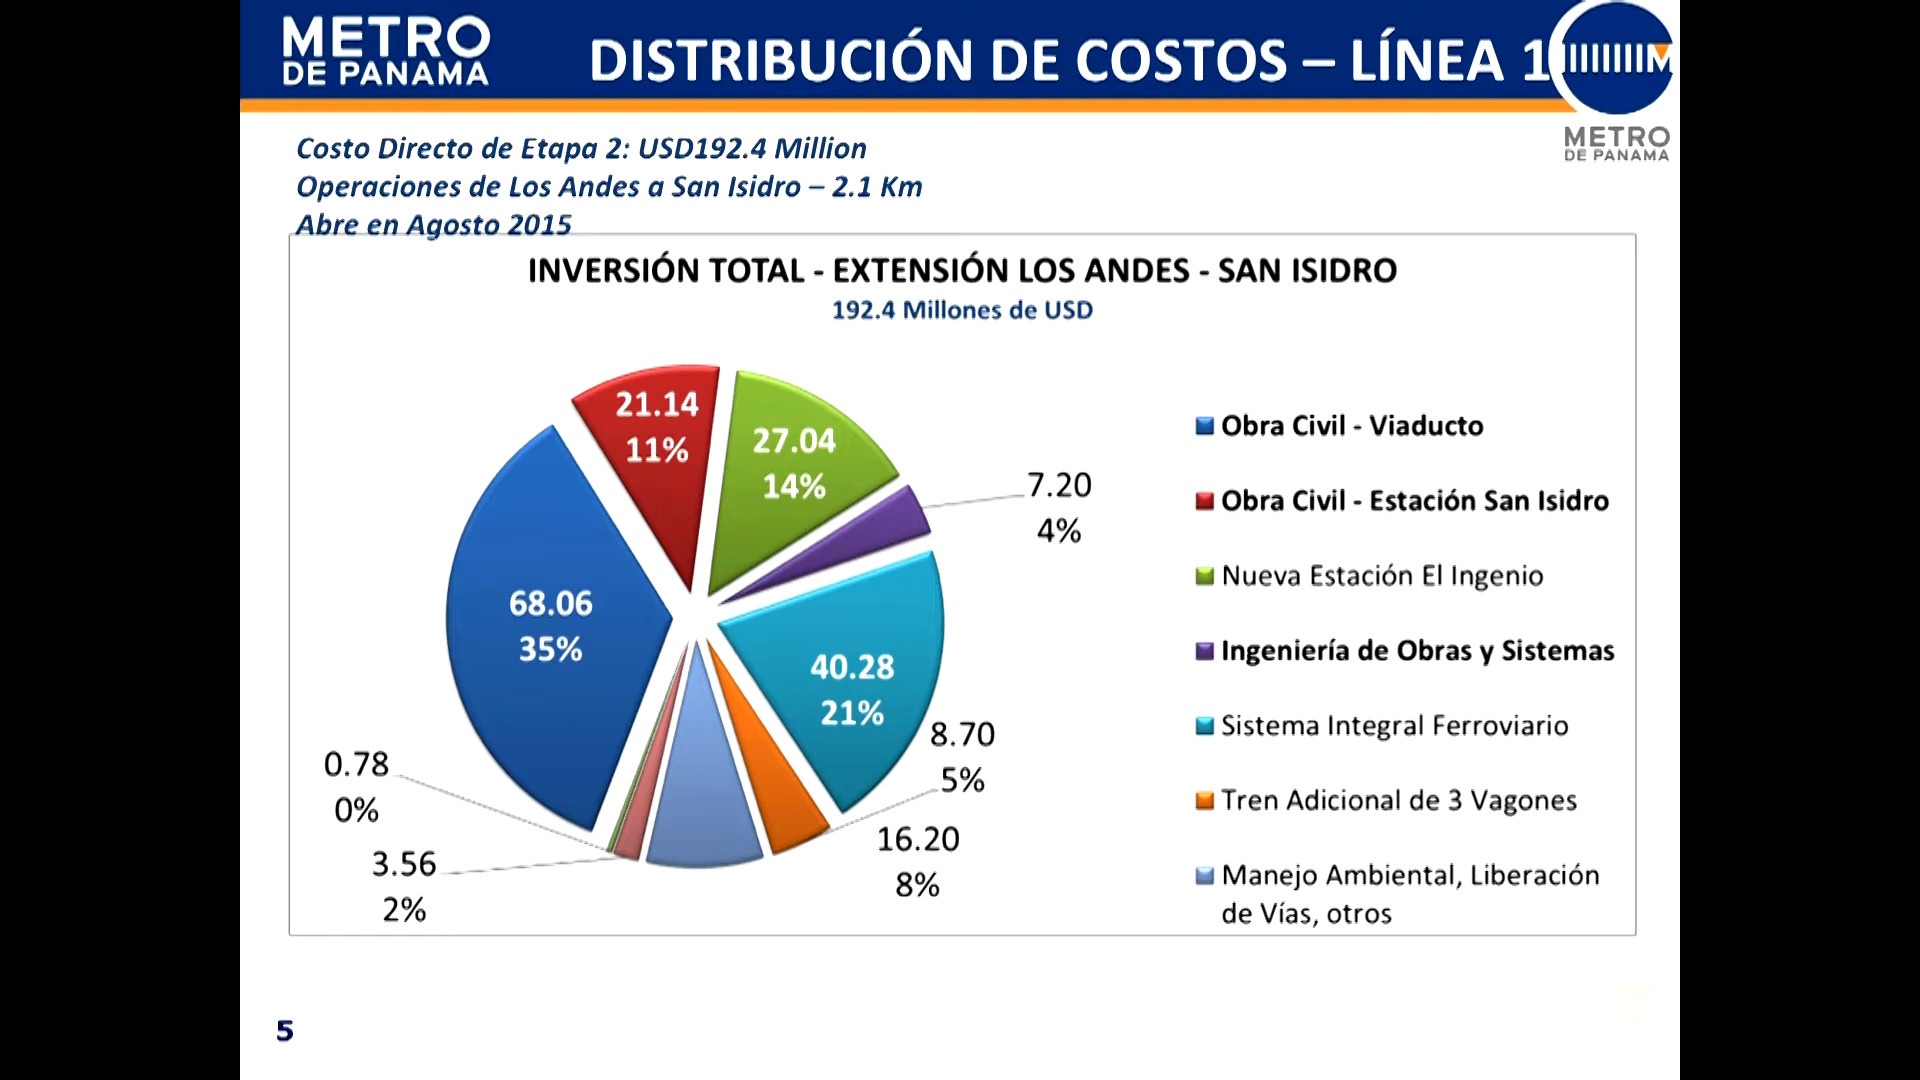 METRO
DE PANAMA
DISTRIBUCIÓN DE COSTOS – LÍNEA 1
M
METRO
DE PANAMA
Costo Directo de Etapa 2: USD192.4 Million
Operaciones de Los Andes a San Isidro – 2.1 Km
Abre en Agosto 2015
INVERSIÓN TOTAL - EXTENSIÓN LOS ANDES - SAN ISIDRO
192.4 Millones de USD
21.14
11%
27.04
14%
7.20
4%
68.06
35%
40.28
21%
8.70
5%
0.78
0%
16.20
8%
3.56
2%
Obra Civil - Viaducto
Obra Civil - Estación San Isidro
Nueva Estación El Ingenio
Ingeniería de Obras y Sistemas
Sistema Integral Ferroviario
Tren Adicional de 3 Vagones
Manejo Ambiental, Liberación
de Vías, otros
5